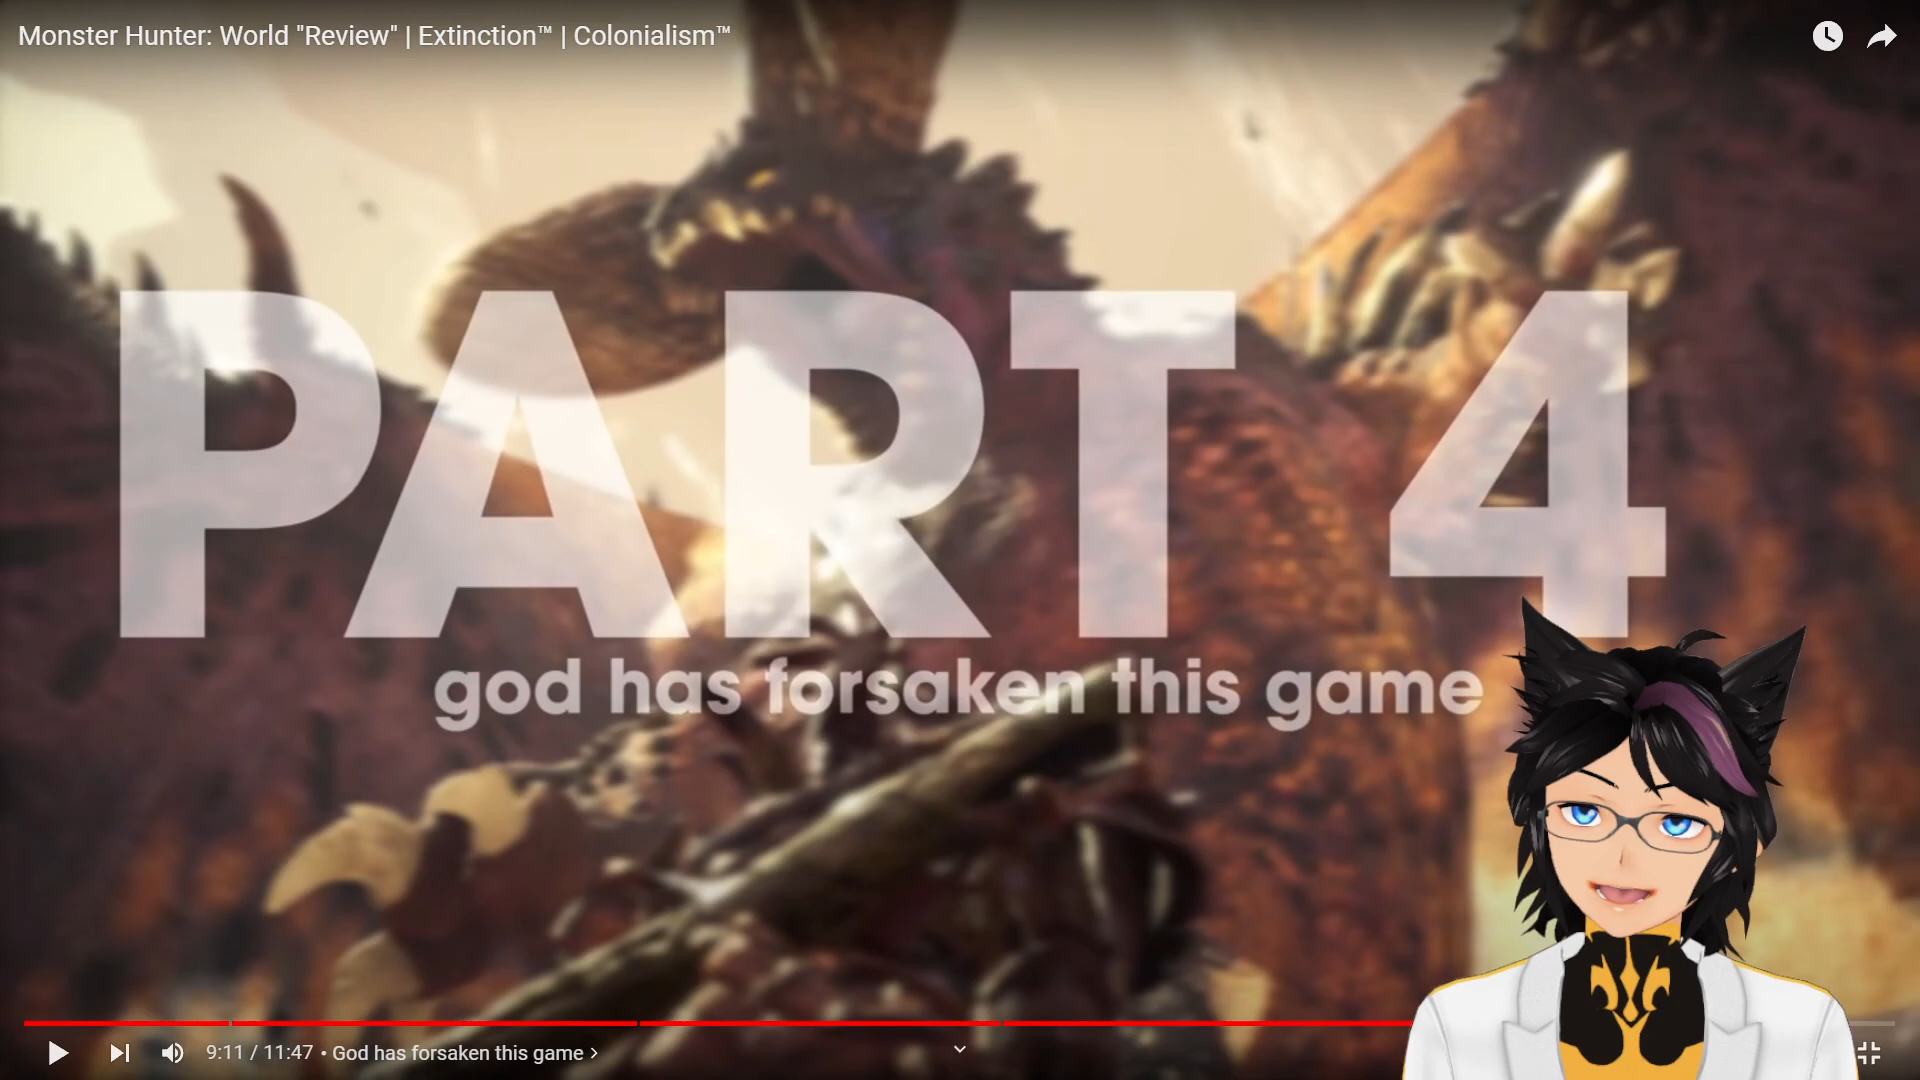 Monster Hunter: World "Review" | Extinction™ | Colonialism™
PART 4
god has forsaken this game
9:11 / 11:47 • God has forsaken this game ›